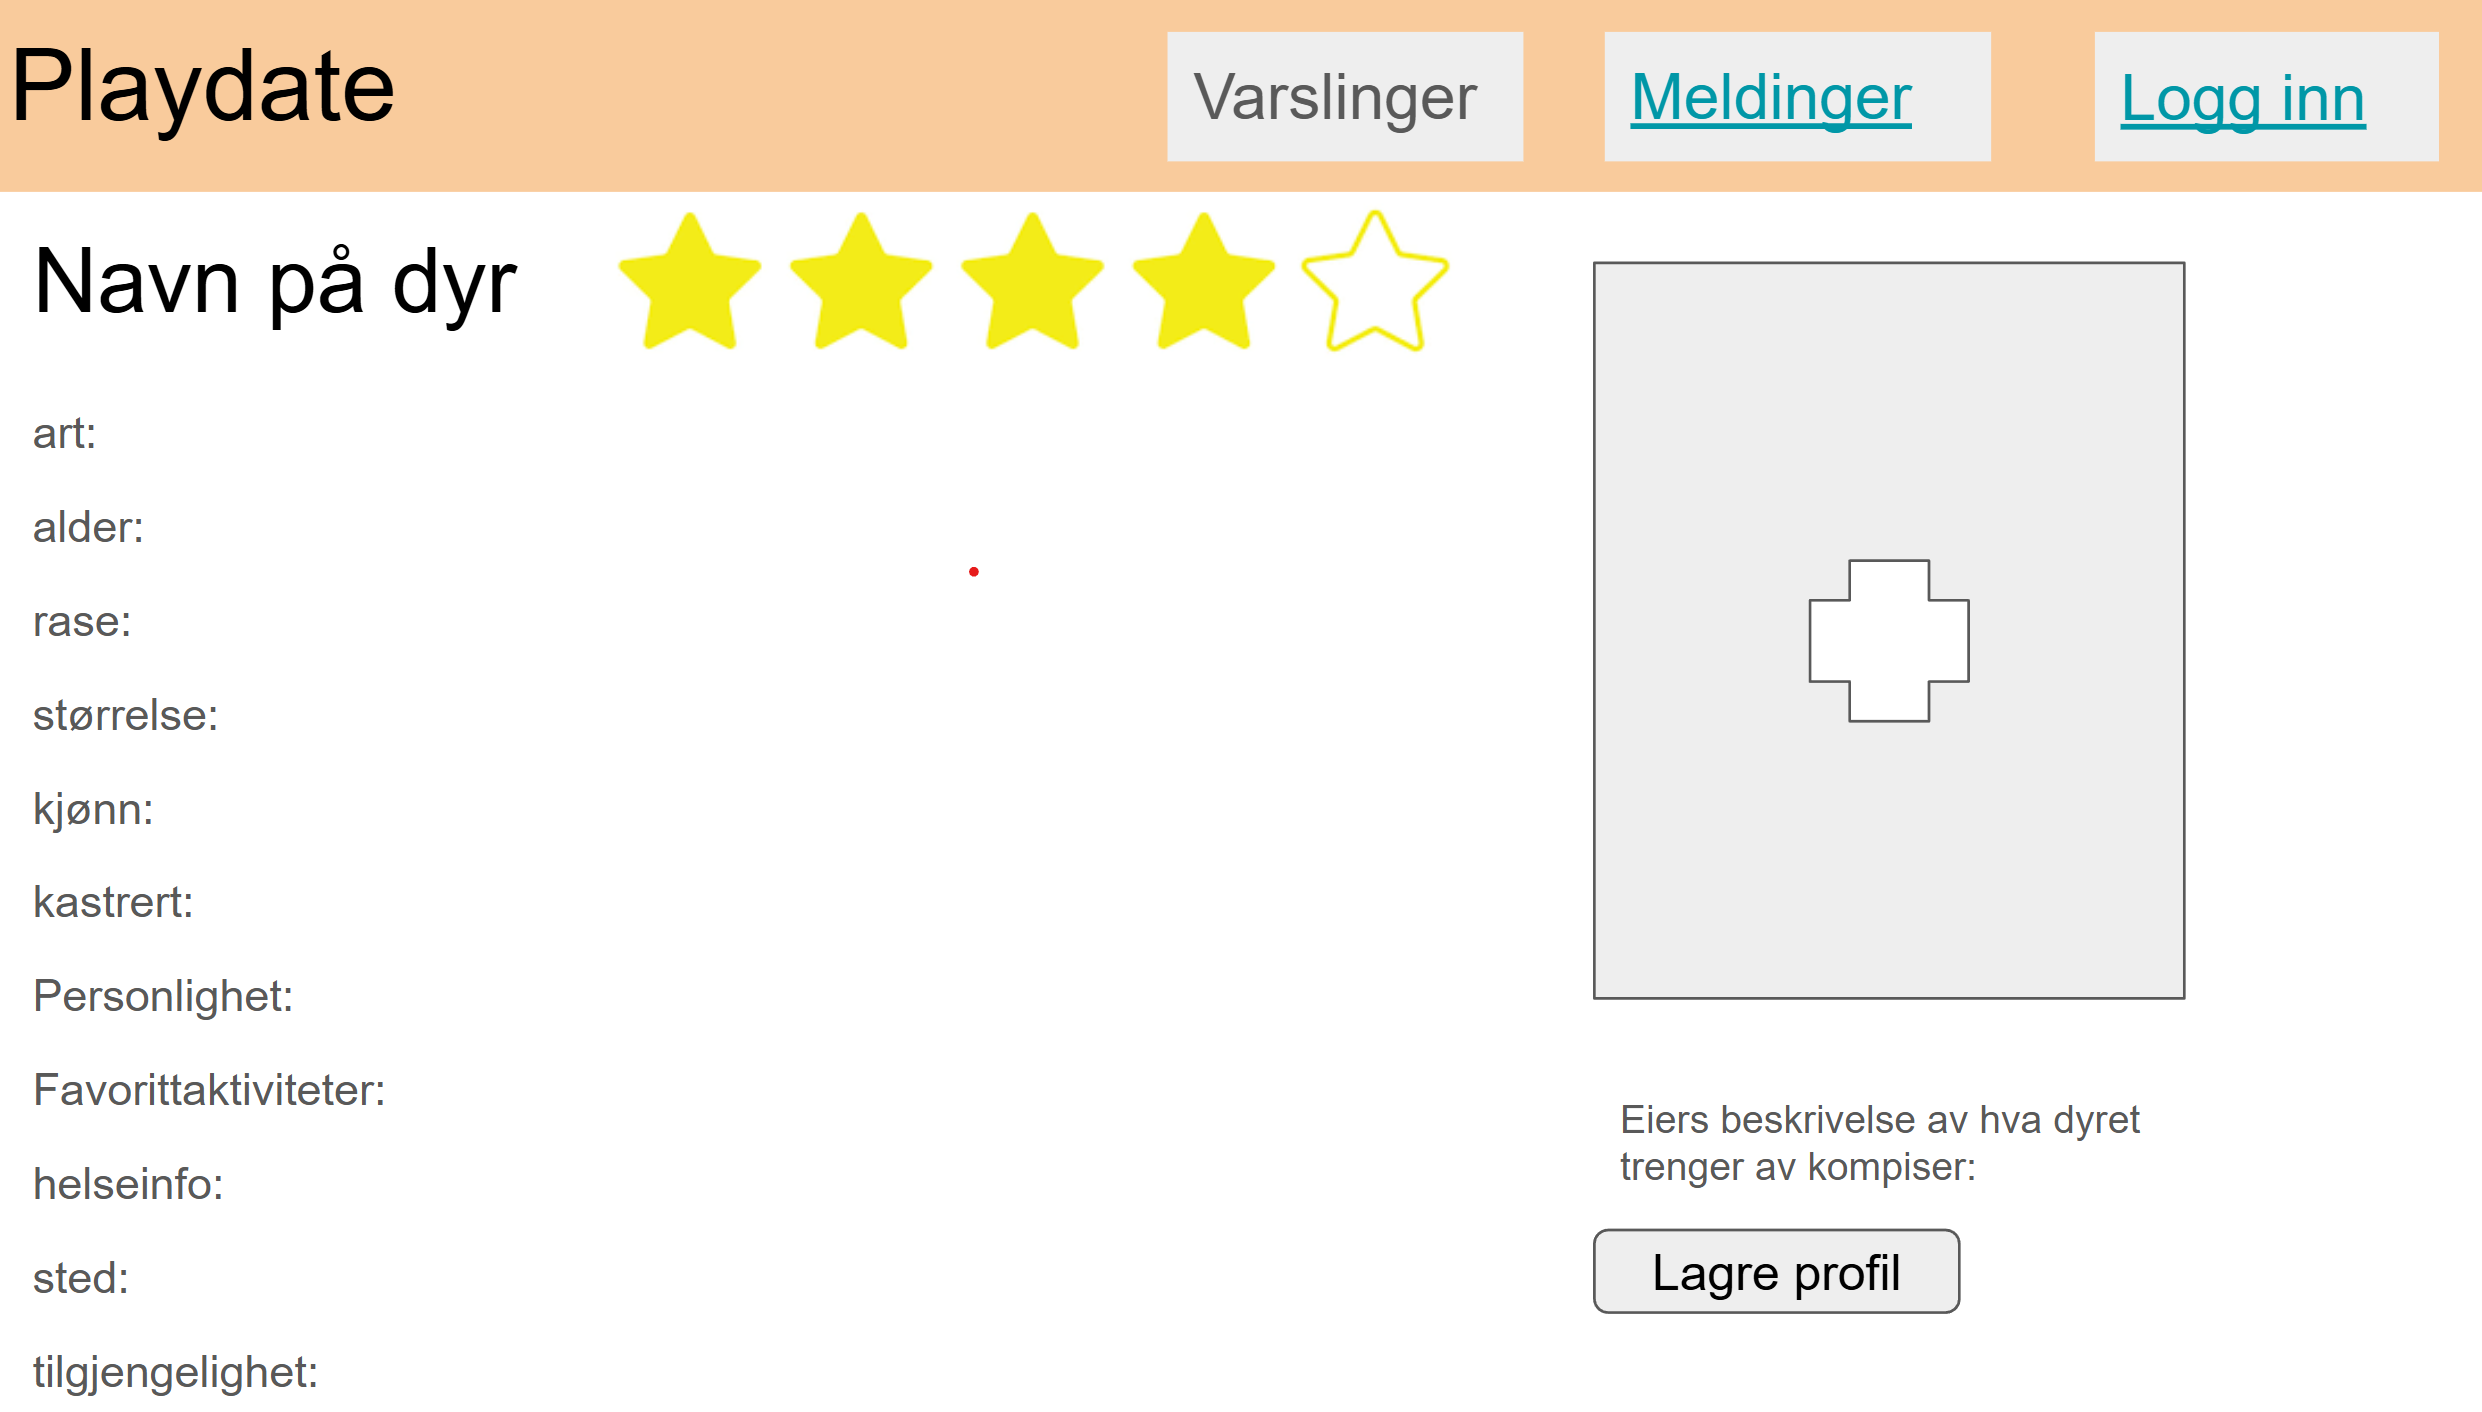 Playdate
Varslinger
Meldinger
Logg inn
Navn på dyr
art:
alder:
rase:
størrelse:
kjønn:
kastrert:
Personlighet:
Favorittaktiviteter:
helseinfo:
sted:
tilgjengelighet:
Eiers beskrivelse av hva dyret
trenger av kompiser:
Lagre profil